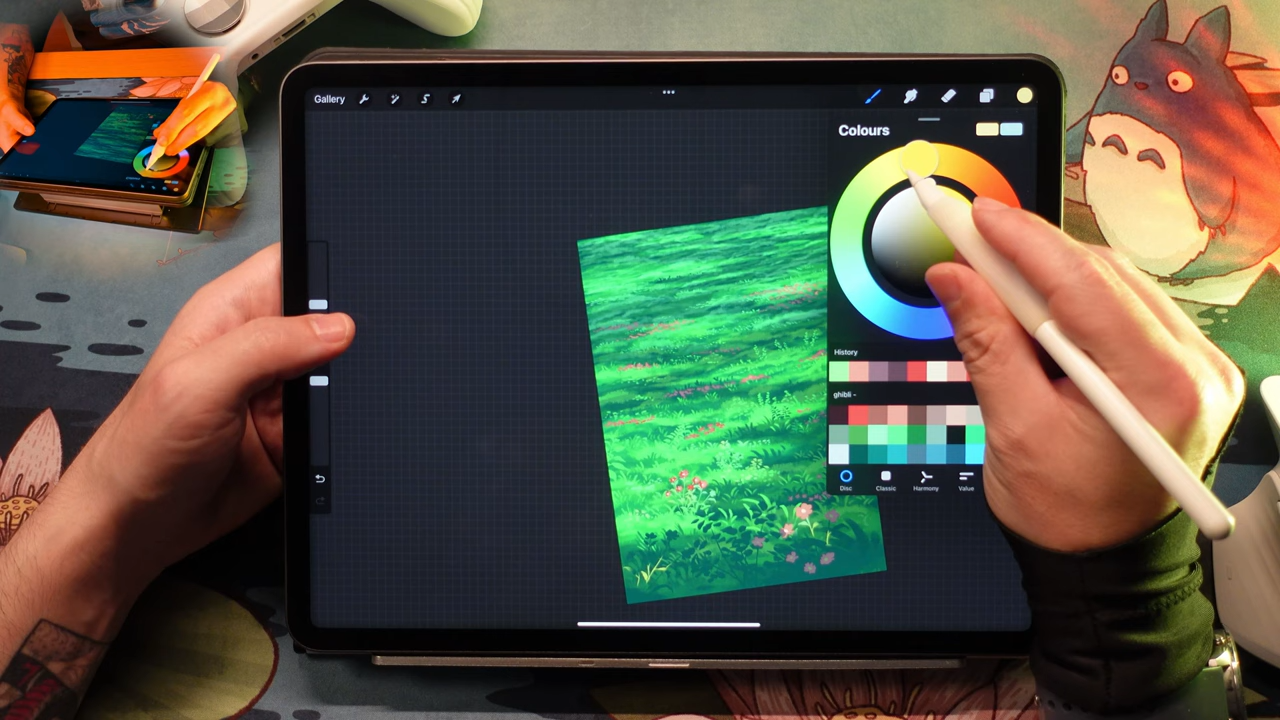 Gallery
Colours
History
ghibli -
Disc
Classic
Harmony
Value